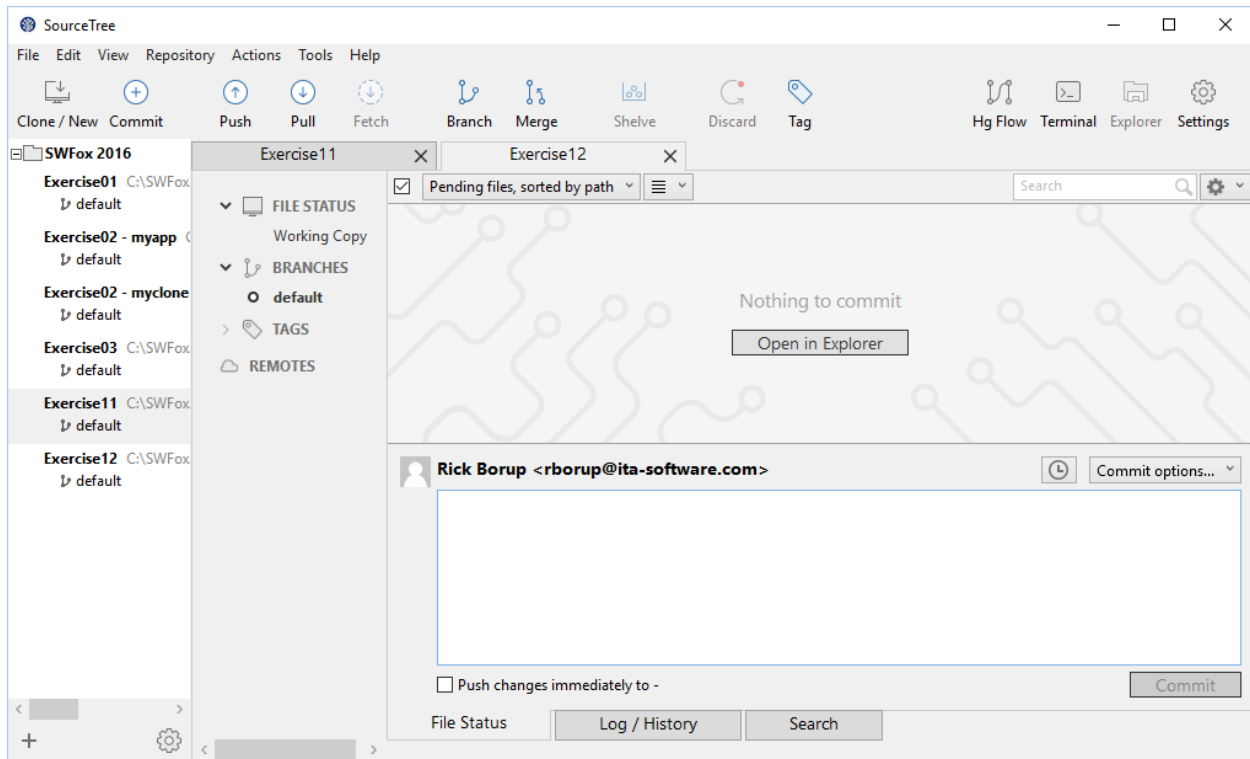 SourceTree
File Edit View Repository Actions Tools Help
Clone / New Commit Push Pull Fetch Branch Merge Shelve Discard Tag Hg Flow Terminal Explorer Settings
SWFox 2016
Exercise01 C:\SWFox
default
Exercise02 - myapp
default
Exercise02 - myclone
default
Exercise03 C:\SWFox
default
Exercise11 C:\SWFox
default
Exercise12 C:\SWFox
default
Exercise11 Exercise12
FILE STATUS
Working Copy
BRANCHES
default
TAGS
REMOTES
Pending files, sorted by path Search
Nothing to commit
Open in Explorer
Rick Borup <rborup@ita-software.com> Commit options...
Push changes immediately to - Commit
File Status Log / History Search